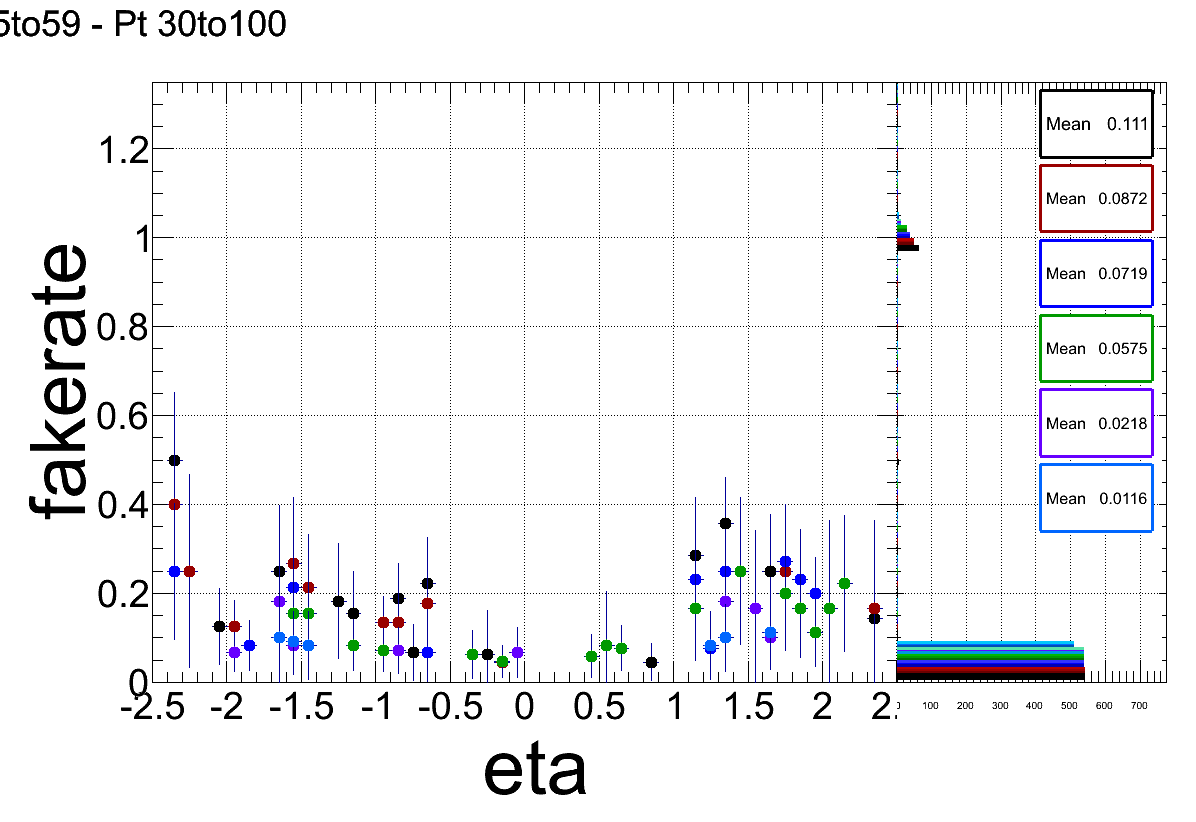 5to59 - Pt 30to100
1.2
1
0.8
0.6
0.4
0.2
0
fakerate
-2.5 -2 -1.5 -1 -0.5 0 0.5 1 1.5 2 2.
eta
100 200 300 400 500 600 700
Mean 0.111
Mean 0.0872
Mean 0.0719
Mean 0.0575
Mean 0.0218
Mean 0.0116